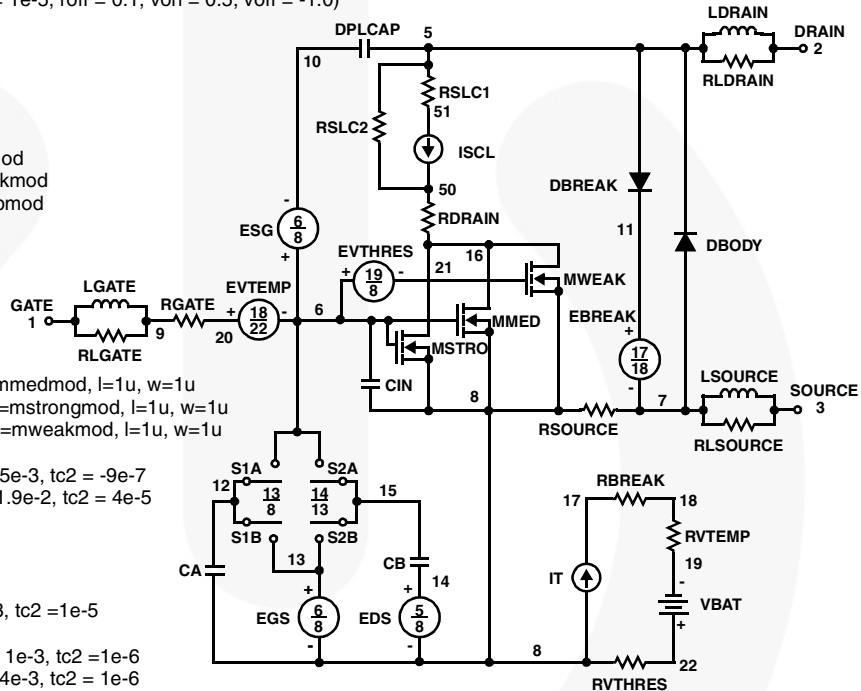 = 1e-5, roff = 0.1, von = 0.5, voff = -1.0)
LDRAIN
DPLCAP
5
DRAIN
2
10
RLDRAIN
RSLC1
51
RSLC2
ISCL
od
kmod
omod
50
DBREAK
RDRAIN
-
ESG
6
8
+
11
DBODY
EVTHRES
16
+
19
8
-
21
MWEAK
LGATE
EVTEMP
GATE
1
RGATE
+
18
22
-
6
EBREAK
+
MMED
9
20
RLGATE
MSTRO
17
18
-
mmedmod, l=1u, w=1u
=mstrongmod, l=1u, w=1u
=mweakmod, l=1u, w=1u
CIN
8
7
LSOURCE
SOURCE
3
RSOURCE
RLSOURCE
5e-3, tc2 = -9e-7
1.9e-2, tc2 = 4e-5
12
S1A
S2A
13
8
14
13
15
S1B
S2B
RBREAK
17
18
RVTEMP
13
CA
CB
14
19
IT
-
VBAT
+
3, tc2 =1e-5
+
EGS
6
8
-
+
EDS
5
8
-
1e-3, tc2 =1e-6
4e-3, tc2 = 1e-6
8
22
RVTHRES